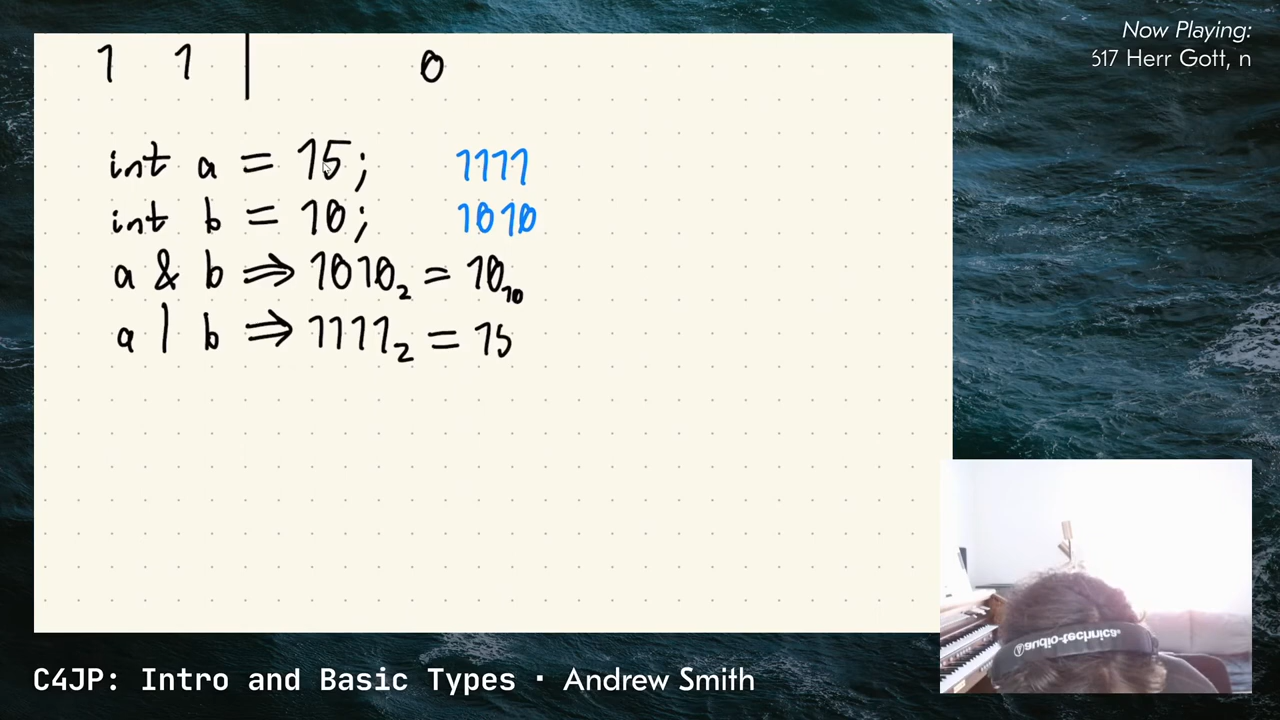 Now Playing:
617 Herr Gott, n
1 1 | 0
int a = 15; 1111
int b = 10; 1010
a & b ⇒ 1010₂ = 10₁₀
a | b ⇒ 1111₂ = 15
audio-technica
C4JP: Intro and Basic Types · Andrew Smith